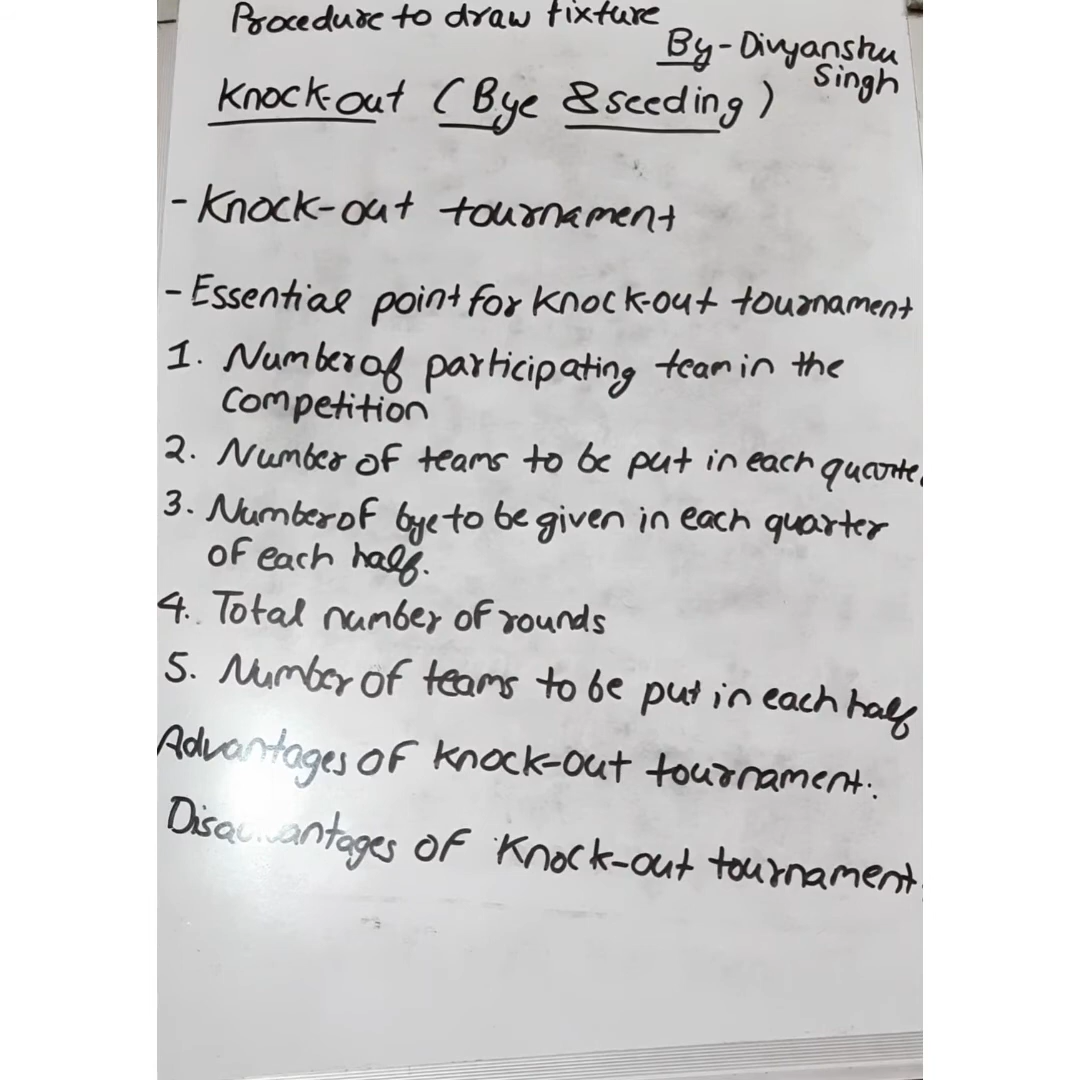 Procedure to draw fixture
By - Divyanshu
Singh
Knock-out (Bye & seeding)
- Knock-out tournament
- Essential point for Knock-out tournament
1. Number of participating team in the
competition
2. Number of teams to be put in each quarter
3. Number of bye to be given in each quarter
of each half.
4. Total number of rounds
5. Number of teams to be put in each half
Advantages of Knock-out tournament:
Disadvantages of Knock-out tournament